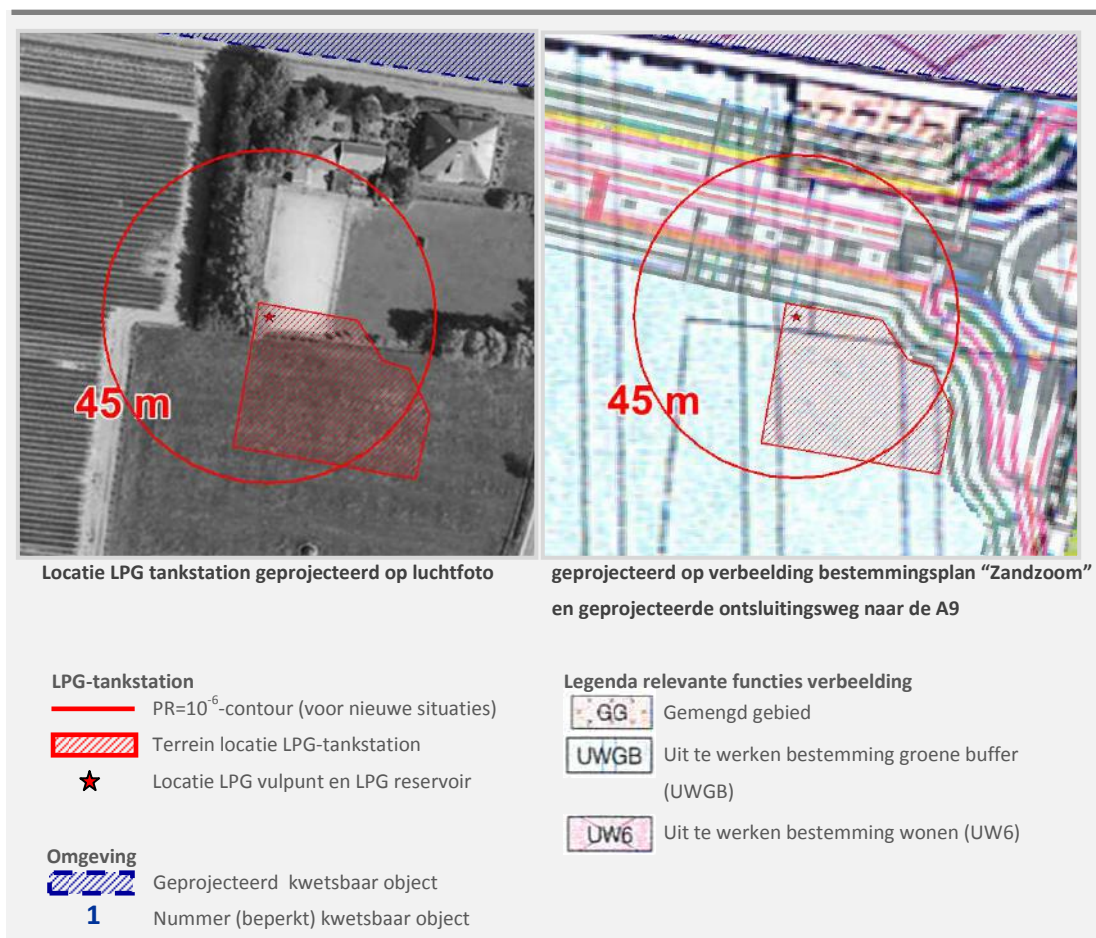 45 m
45 m
Locatie LPG tankstation geprojecteerd op luchtfoto
geprojecteerd op verbeelding bestemmingsplan “Zandzoom”
en geprojecteerde ontsluitingsweg naar de A9
LPG-tankstation
PR=10⁻⁶-contour (voor nieuwe situaties)
Terrein locatie LPG-tankstation
Locatie LPG vulpunt en LPG reservoir
Omgeving
Geprojecteerd kwetsbaar object
1 Nummer (beperkt) kwetsbaar object
Legenda relevante functies verbeelding
GG Gemengd gebied
UWGB Uit te werken bestemming groene buffer
(UWGB)
UW6 Uit te werken bestemming wonen (UW6)